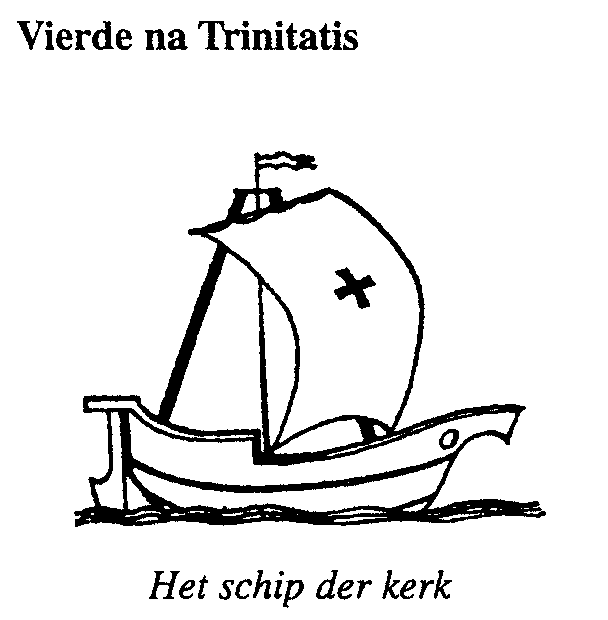 Vierde na Trinitatis
Het schip der kerk